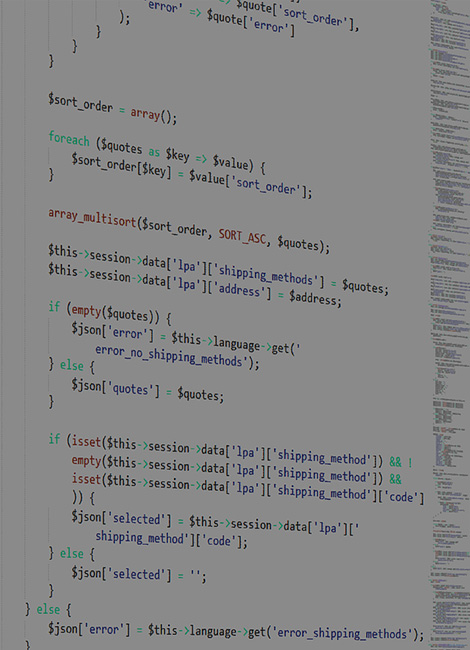 => $quote['sort_order'],
'error' => $quote['error']
);
}
}
}
$sort_order = array();
foreach ($quotes as $key => $value) {
$sort_order[$key] = $value['sort_order'];
}
array_multisort($sort_order, SORT_ASC, $quotes);
$this->session->data['lpa']['shipping_methods'] = $quotes;
$this->session->data['lpa']['address'] = $address;
if (empty($quotes)) {
$json['error'] = $this->language->get('
error_no_shipping_methods');
} else {
$json['quotes'] = $quotes;
}
if (isset($this->session->data['lpa']['shipping_method']) && !
empty($this->session->data['lpa']['shipping_method']) &&
isset($this->session->data['lpa']['shipping_method']['code']
)) {
$json['selected'] = $this->session->data['lpa']['
shipping_method']['code'];
} else {
$json['selected'] = '';
}
} else {
$json['error'] = $this->language->get('error_shipping_methods');
}